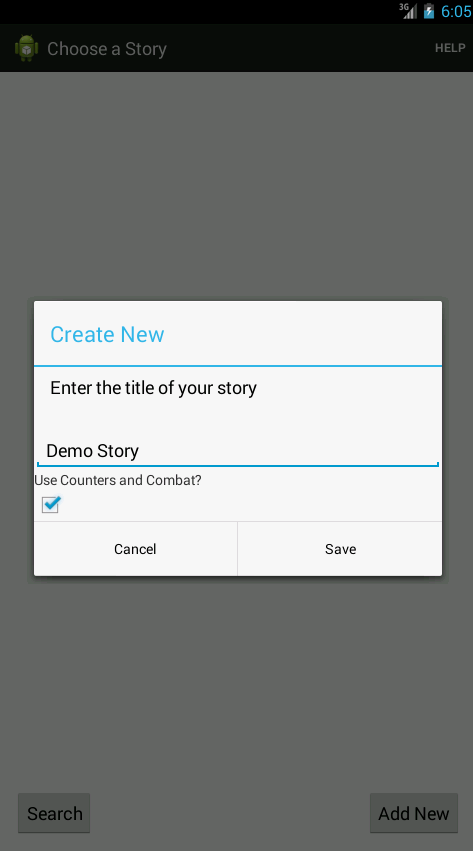 3G 6:05
Choose a Story HELP
Create New
Enter the title of your story
Demo Story
Use Counters and Combat?
Cancel Save
Search Add New